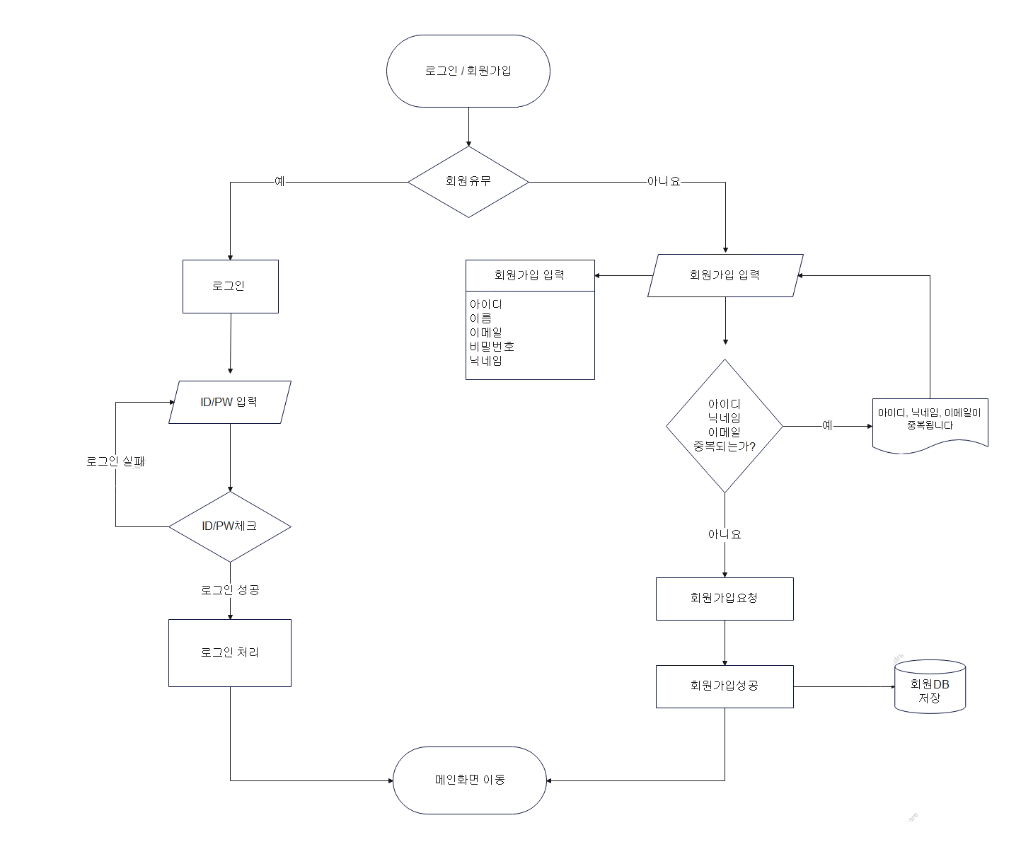 로그인 / 회원가입
회원유무
예
아니요
로그인
회원가입 입력
아이디
이름
이메일
비밀번호
닉네임
회원가입 입력
ID/PW 입력
아이디
닉네임
이메일
중복되는가?
예
아이디, 닉네임, 이메일이
중복됩니다
로그인 실패
ID/PW체크
아니요
로그인 성공
회원가입요청
로그인 처리
회원가입성공
회원DB
저장
메인화면 이동